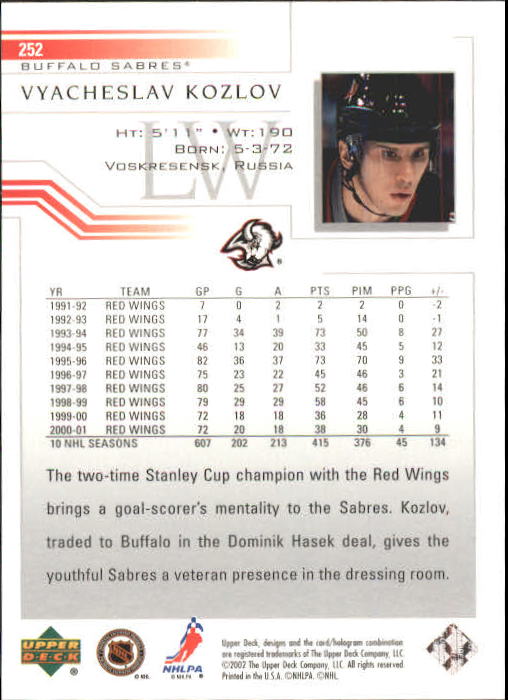 252
BUFFALO SABRES®
VYACHESLAV KOZLOV
LW
HT: 5'11" • WT: 190
BORN: 5-3-72
VOSKRESENSK, RUSSIA
®
YR TEAM GP G A PTS PIM PPG +/-
1991-92 RED WINGS 7 0 2 2 2 0 -2
1992-93 RED WINGS 17 4 1 5 14 0 -1
1993-94 RED WINGS 77 34 39 73 50 8 27
1994-95 RED WINGS 46 13 20 33 45 5 12
1995-96 RED WINGS 82 36 37 73 70 9 33
1996-97 RED WINGS 75 23 22 45 46 3 21
1997-98 RED WINGS 80 25 27 52 46 6 14
1998-99 RED WINGS 79 29 29 58 45 6 10
1999-00 RED WINGS 72 18 18 36 28 4 11
2000-01 RED WINGS 72 20 18 38 30 4 9
10 NHL SEASONS 607 202 213 415 376 45 134
The two-time Stanley Cup champion with the Red Wings
brings a goal-scorer's mentality to the Sabres. Kozlov,
traded to Buffalo in the Dominik Hasek deal, gives the
youthful Sabres a veteran presence in the dressing room.
UPPER
DECK
®
NHL
NHLPA
Upper Deck, designs and the card/hologram combination
are registered trademarks of The Upper Deck Company, LLC.
©2002 The Upper Deck Company, LLC. All rights reserved
Printed in the U.S.A. ©NHLPA. ©NHL.